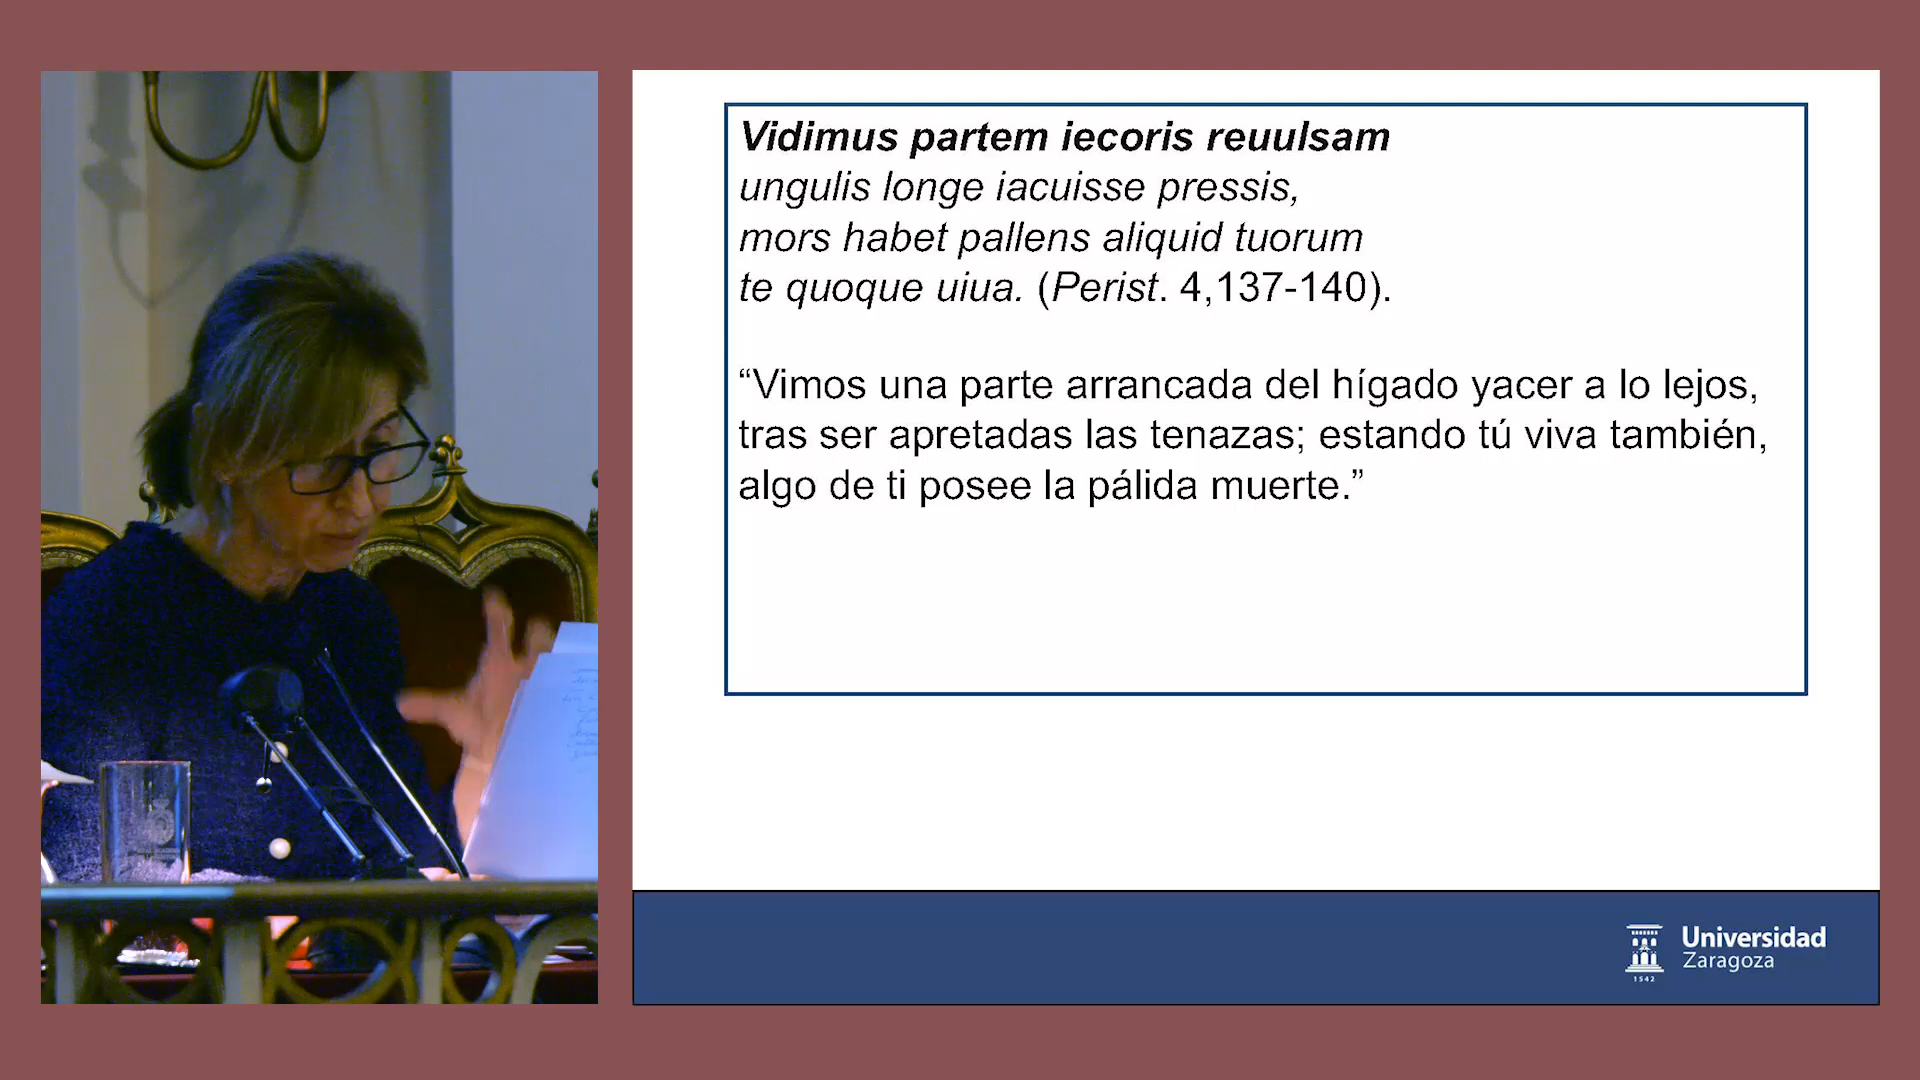 Vidimus partem iecoris reuulsam
ungulis longe iacuisse pressis,
mors habet pallens aliquid tuorum
te quoque uiua. (Perist. 4,137-140).
“Vimos una parte arrancada del hígado yacer a lo lejos,
tras ser apretadas las tenazas; estando tú viva también,
algo de ti posee la pálida muerte.”
Universidad
Zaragoza
1542